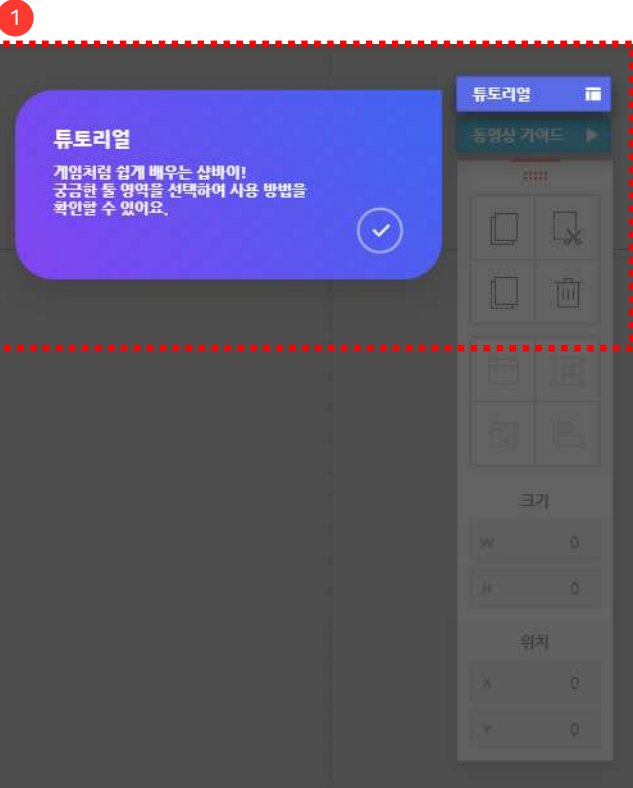 1
튜토리얼
동영상 가이드
튜토리얼
게임처럼 쉽게 배우는 샵바이!
궁금한 툴 영역을 선택하여 사용 방법을
확인할 수 있어요.
크기
W 0
H 0
위치
X 0
Y 0